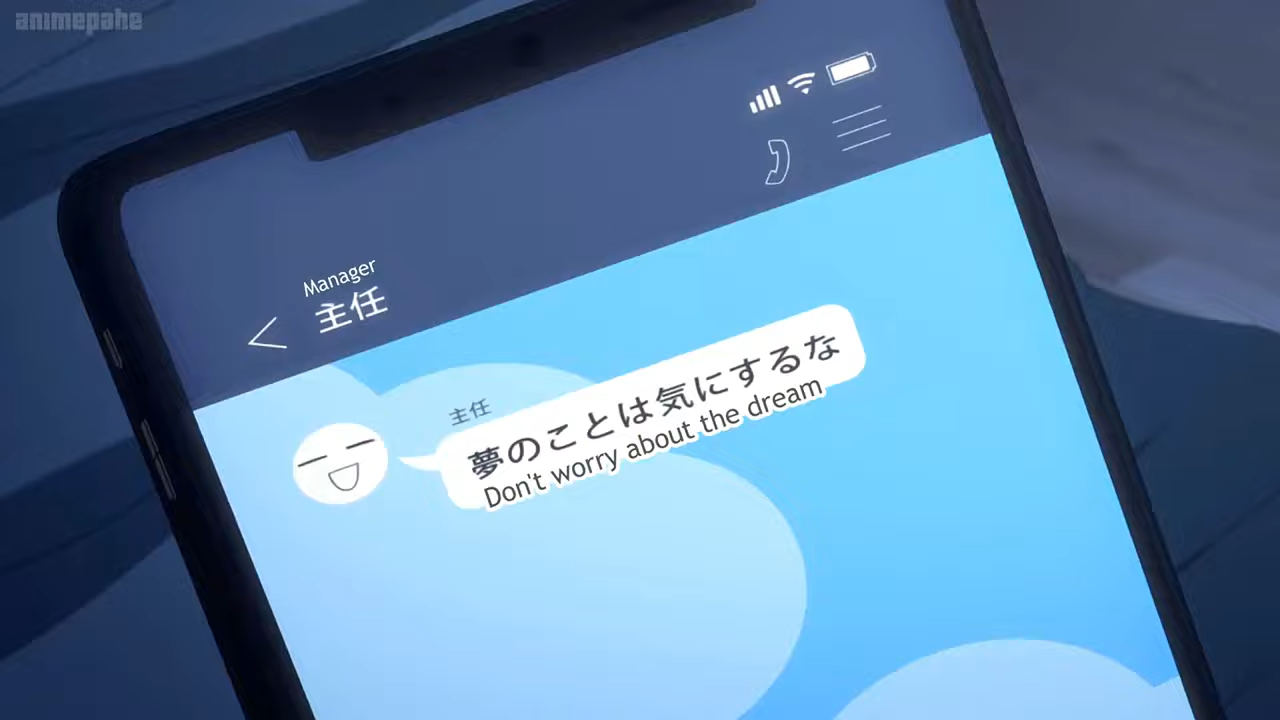 animepahe
Manager
主任
主任
夢のことは気にするな
Don't worry about the dream